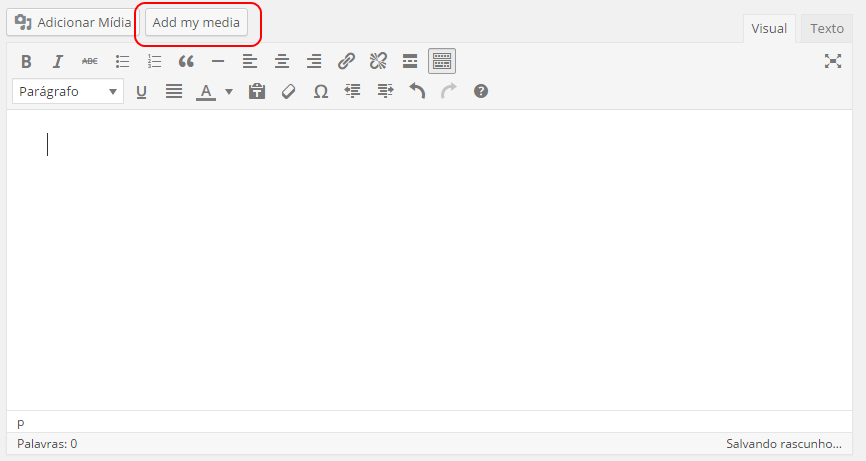 Adicionar Mídia Add my media
Visual Texto
B I ABC
Parágrafo U A T Ω ?
p
Palavras: 0 Salvando rascunho...